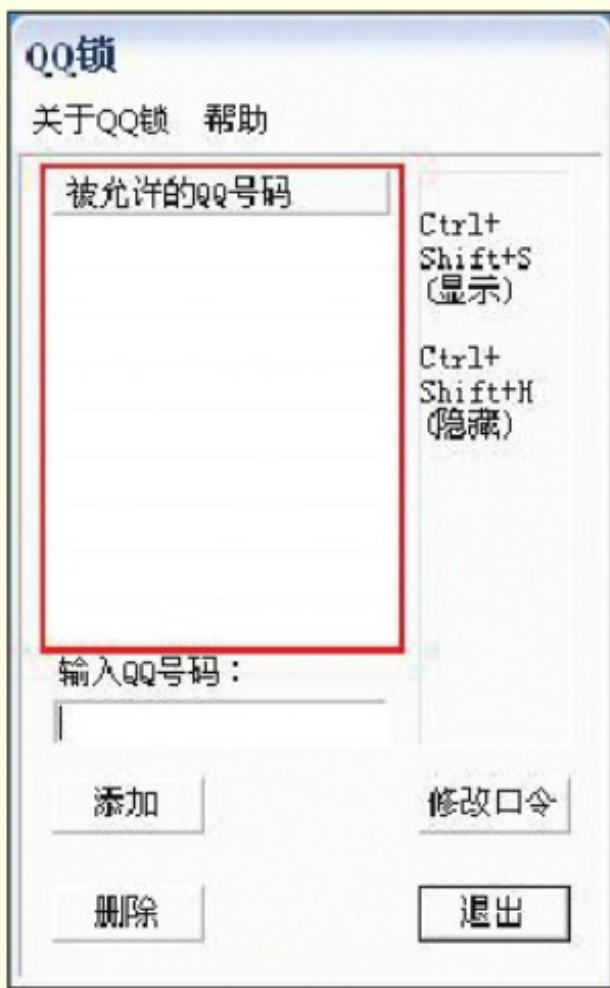 QQ锁
关于QQ锁 帮助
被允许的QQ号码
Ctrl+
Shift+S
(显示)
Ctrl+
Shift+H
(隐藏)
输入QQ号码：
添加
修改口令
删除
退出